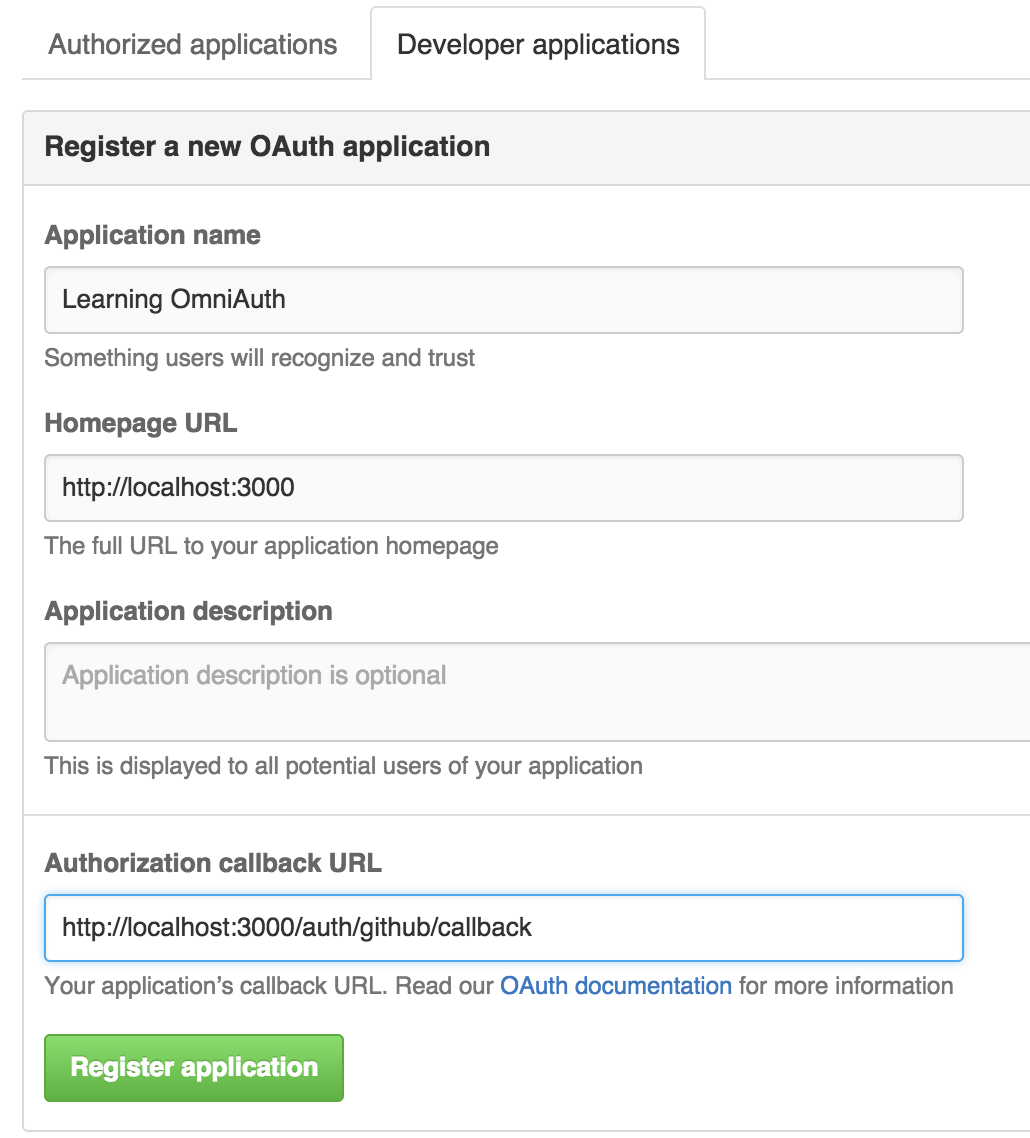 Authorized applications
Developer applications
Register a new OAuth application
Application name
Learning OmniAuth
Something users will recognize and trust
Homepage URL
http://localhost:3000
The full URL to your application homepage
Application description
Application description is optional
This is displayed to all potential users of your application
Authorization callback URL
http://localhost:3000/auth/github/callback
Your application’s callback URL. Read our OAuth documentation for more information
Register application